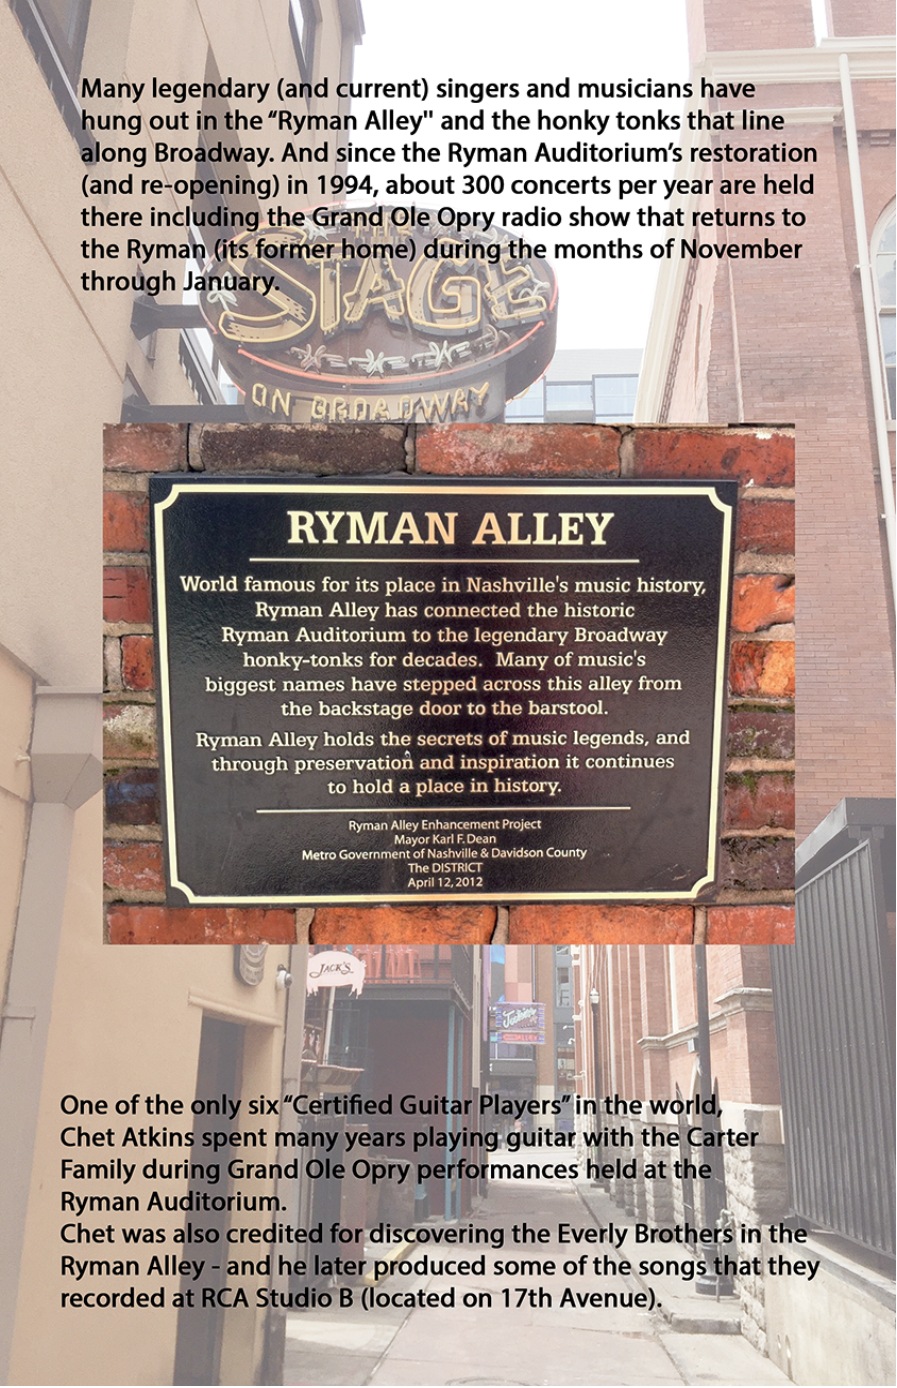 Many legendary (and current) singers and musicians have
hung out in the “Ryman Alley" and the honky tonks that line
along Broadway. And since the Ryman Auditorium’s restoration
(and re-opening) in 1994, about 300 concerts per year are held
there including the Grand Ole Opry radio show that returns to
the Ryman (its former home) during the months of November
through January.
THE
STAGE
ON BROADWAY
RYMAN ALLEY
World famous for its place in Nashville's music history,
Ryman Alley has connected the historic
Ryman Auditorium to the legendary Broadway
honky-tonks for decades. Many of music's
biggest names have stepped across this alley from
the backstage door to the barstool.
Ryman Alley holds the secrets of music legends, and
through preservation and inspiration it continues
to hold a place in history.
Ryman Alley Enhancement Project
Mayor Karl F. Dean
Metro Government of Nashville & Davidson County
The DISTRICT
April 12, 2012
JACK'S
One of the only six “Certified Guitar Players” in the world,
Chet Atkins spent many years playing guitar with the Carter
Family during Grand Ole Opry performances held at the
Ryman Auditorium.
Chet was also credited for discovering the Everly Brothers in the
Ryman Alley - and he later produced some of the songs that they
recorded at RCA Studio B (located on 17th Avenue).